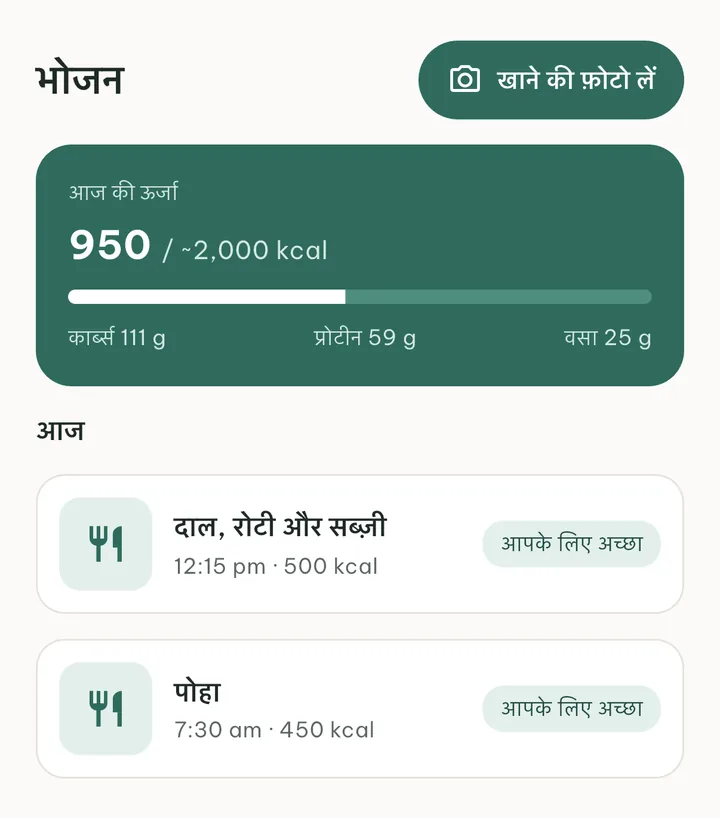 भोजन
खाने की फ़ोटो लें
आज की ऊर्जा
950 / ~2,000 kcal
कार्ब्स 111 g
प्रोटीन 59 g
वसा 25 g
आज
दाल, रोटी और सब्ज़ी
12:15 pm · 500 kcal
आपके लिए अच्छा
पोहा
7:30 am · 450 kcal
आपके लिए अच्छा